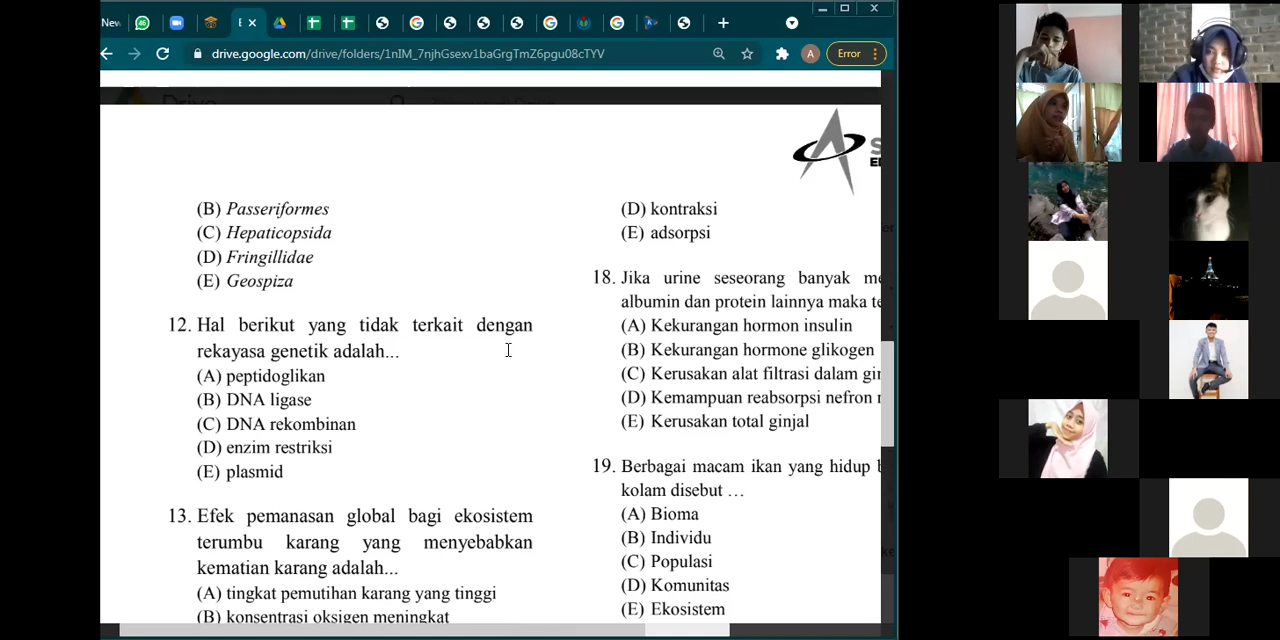 New
46
drive.google.com/drive/folders/1nIM_7njhGsexv1baGrgTmZ6pgu08cTYV
A
Error
(B) Passeriformes
(C) Hepaticopsida
(D) Fringillidae
(E) Geospiza
12. Hal berikut yang tidak terkait dengan
rekayasa genetik adalah...
(A) peptidoglikan
(B) DNA ligase
(C) DNA rekombinan
(D) enzim restriksi
(E) plasmid
13. Efek pemanasan global bagi ekosistem
terumbu karang yang menyebabkan
kematian karang adalah...
(A) tingkat pemutihan karang yang tinggi
(B) konsentrasi oksigen meningkat
(D) kontraksi
(E) adsorpsi
18. Jika urine seseorang banyak
albumin dan protein lainnya maka
(A) Kekurangan hormon insulin
(B) Kekurangan hormone glikogen
(C) Kerusakan alat filtrasi dalam
(D) Kemampuan reabsorpsi nefron
(E) Kerusakan total ginjal
19. Berbagai macam ikan yang hidup
kolam disebut …
(A) Bioma
(B) Individu
(C) Populasi
(D) Komunitas
(E) Ekosistem